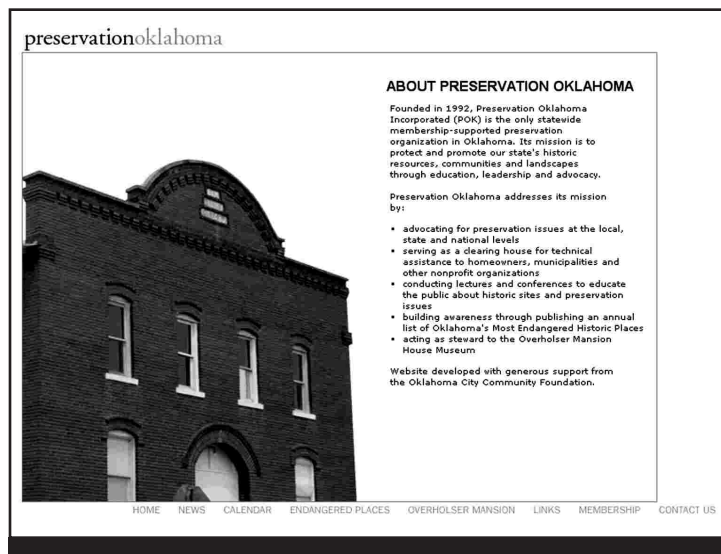 preservationoklahoma
ABOUT PRESERVATION OKLAHOMA
Founded in 1992, Preservation Oklahoma
Incorporated (POK) is the only statewide
membership-supported preservation
organization in Oklahoma. Its mission is to
protect and promote our state's historic
resources, communities and landscapes
through education, leadership and advocacy.
Preservation Oklahoma addresses its mission
by:
• advocating for preservation issues at the local,
state and national levels
• serving as a clearing house for technical
assistance to homeowners, municipalities and
other nonprofit organizations
• conducting lectures and conferences to educate
the public about historic sites and preservation
issues
• building awareness through publishing an annual
list of Oklahoma's Most Endangered Historic Places
• acting as steward to the Overholser Mansion
House Museum
Website developed with generous support from
the Oklahoma City Community Foundation.
HOME NEWS CALENDAR ENDANGERED PLACES OVERHOLSER MANSION LINKS MEMBERSHIP CONTACT US